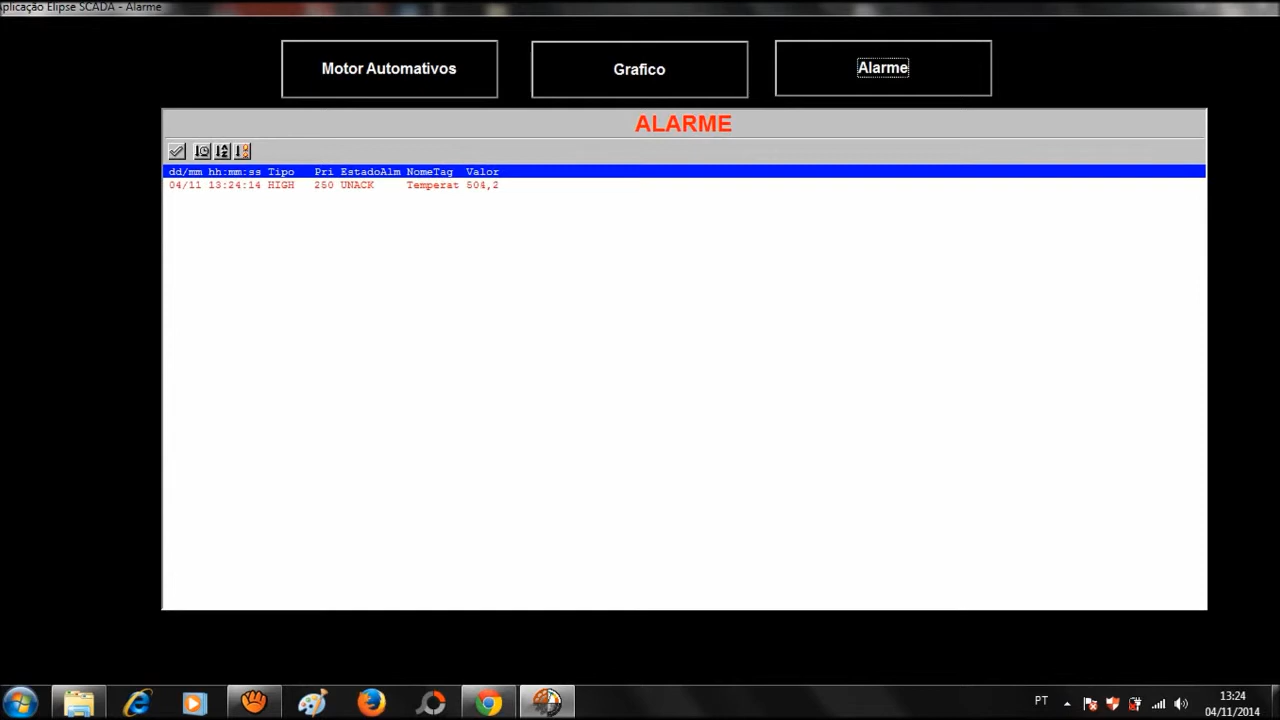 plicação Elipse SCADA - Alarme
Motor Automativos
Grafico
Alarme
ALARME
dd/mm hh:mm:ss Tipo Pri EstadoAlm NomeTag Valor
04/11 13:24:14 HIGH 250 UNACK Temperat 504,2
PT
13:24
04/11/2014